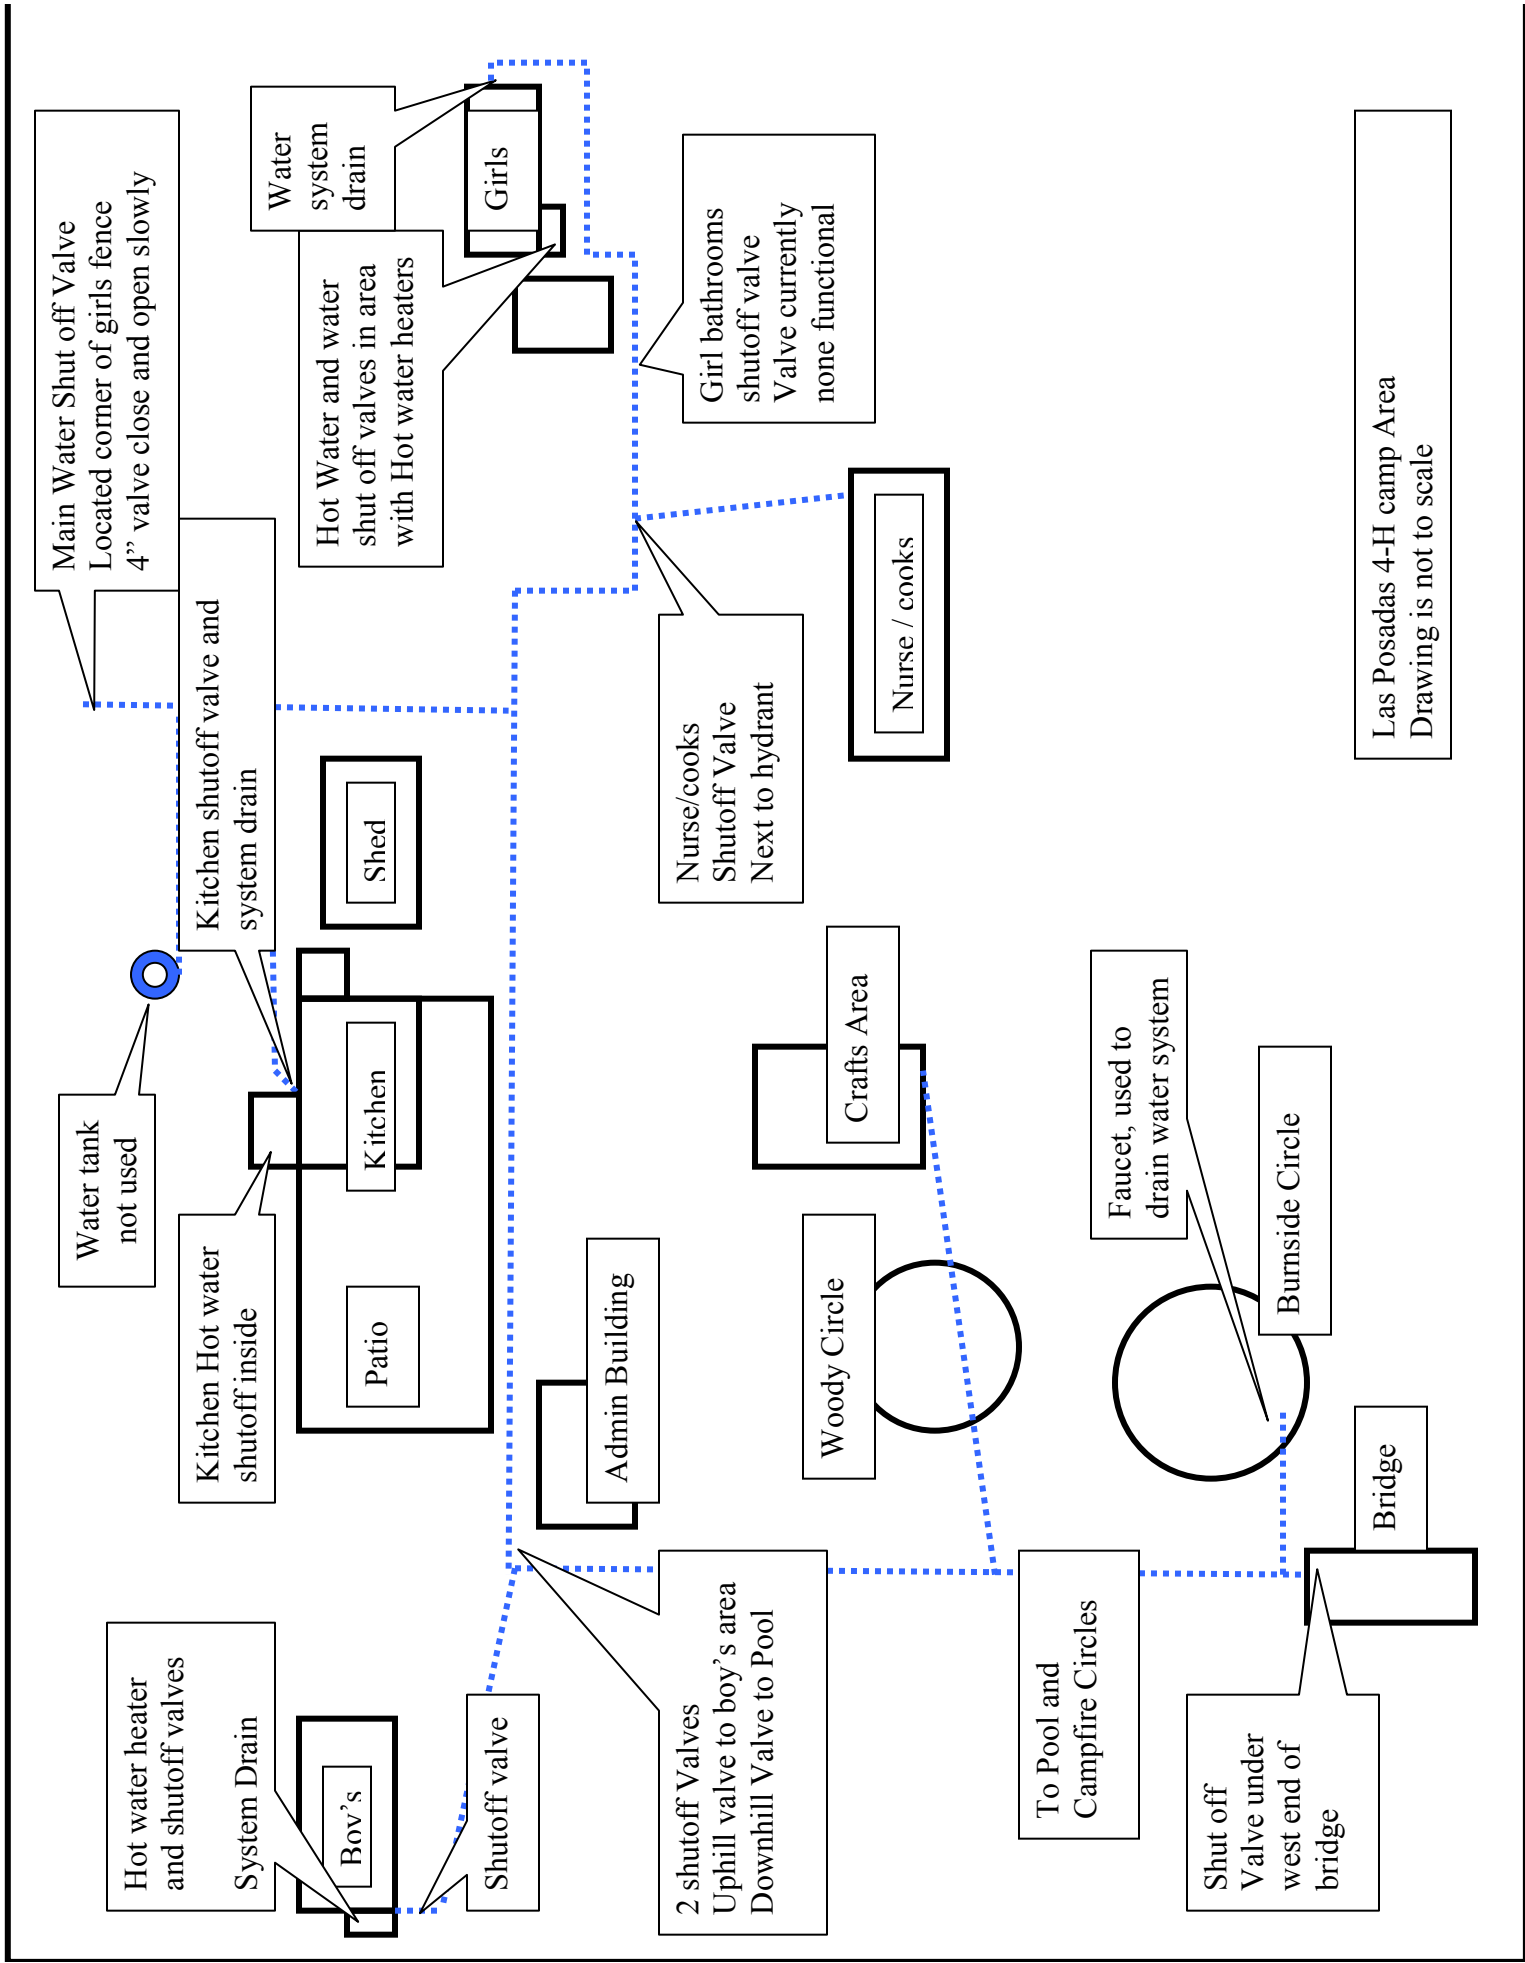 Main Water Shut off Valve
Located corner of girls fence
4” valve close and open slowly
Water tank
not used
Kitchen shutoff valve and
system drain
Kitchen Hot water
shutoff inside
Hot water heater
and shutoff valves
System Drain
Water
system
drain
Hot Water and water
shut off valves in area
with Hot water heaters
Boy’s
Patio
Kitchen
Shed
Girls
Shutoff valve
Admin Building
2 shutoff Valves
Uphill valve to boy’s area
Downhill Valve to Pool
Nurse/cooks
Shutoff Valve
Next to hydrant
Girl bathrooms
shutoff valve
Valve currently
none functional
Woody Circle
Crafts Area
Nurse / cooks
To Pool and
Campfire Circles
Faucet, used to
drain water system
Shut off
Valve under
west end of
bridge
Burnside Circle
Bridge
Las Posadas 4-H camp Area
Drawing is not to scale